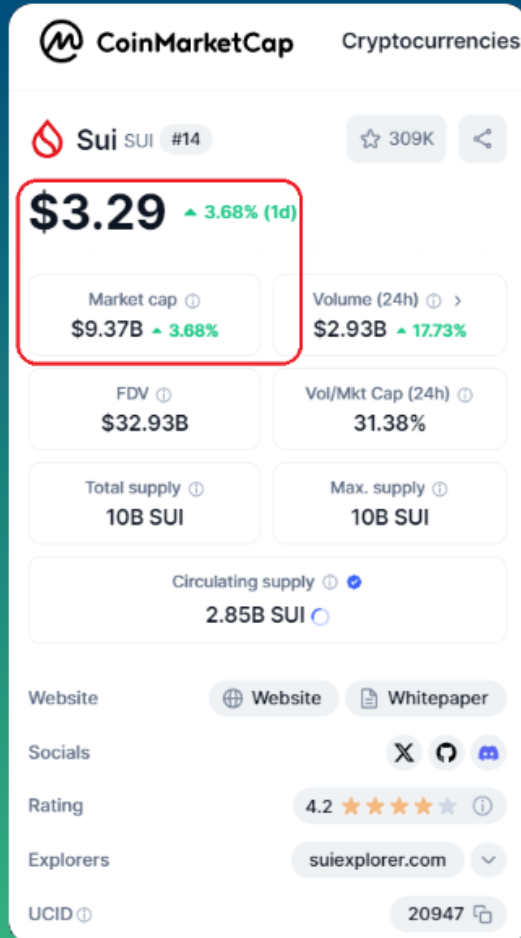 CoinMarketCap Cryptocurrencies
Sui SUI #14 309K
$3.29 3.68% (1d)
Market cap Volume (24h)
$9.37B 3.68% $2.93B 17.73%
FDV Vol/Mkt Cap (24h)
$32.93B 31.38%
Total supply Max. supply
10B SUI 10B SUI
Circulating supply
2.85B SUI
Website Website Whitepaper
Socials
Rating 4.2
Explorers suiexplorer.com
UCID 20947